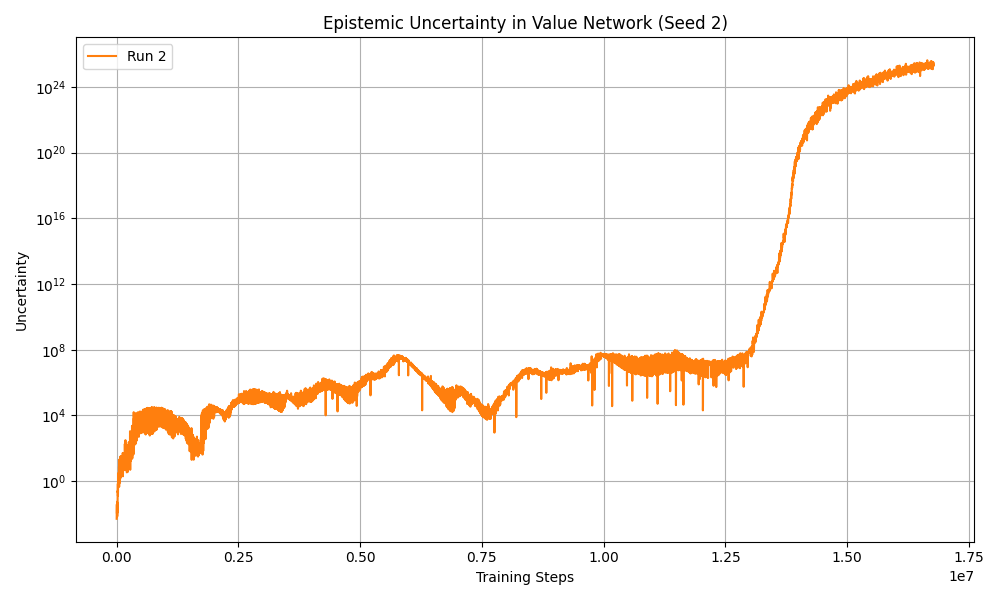 Epistemic Uncertainty in Value Network (Seed 2)
Run 2
10^24
10^20
10^16
10^12
10^8
10^4
10^0
Uncertainty
0.00 0.25 0.50 0.75 1.00 1.25 1.50 1.75
1e7
Training Steps